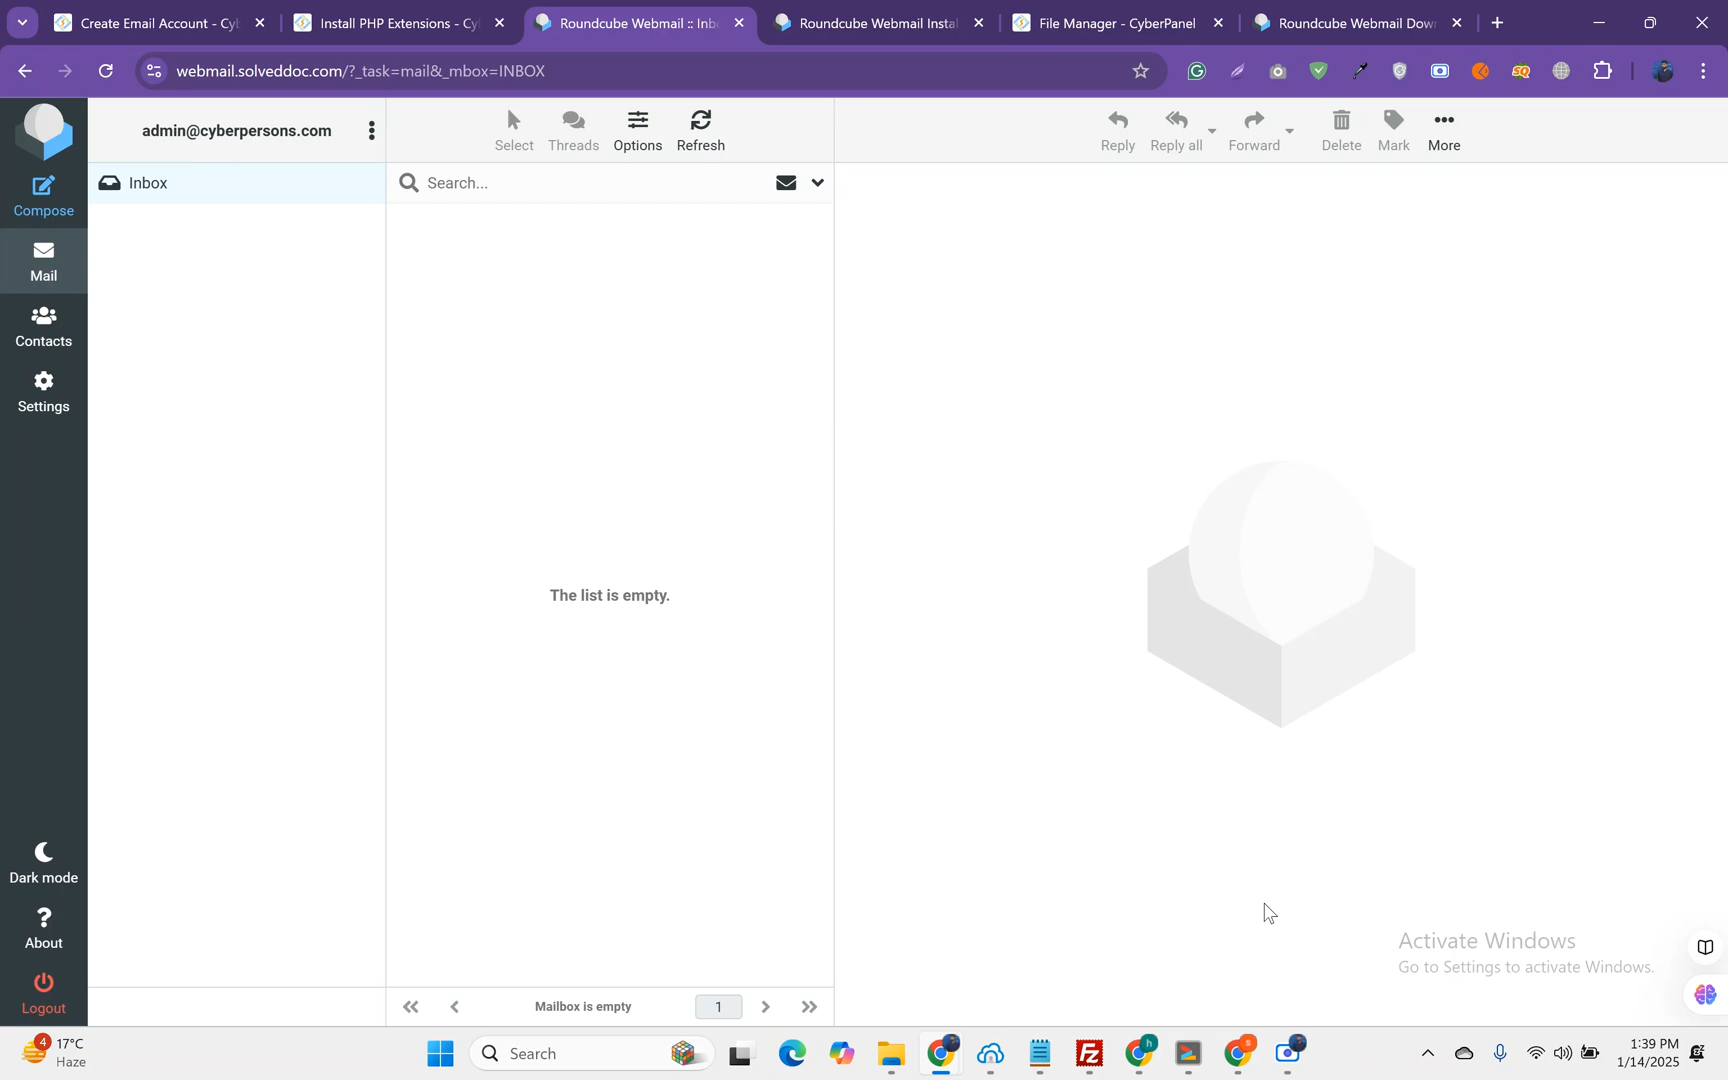 Create Email Account - Cyb
Install PHP Extensions - Cy
Roundcube Webmail :: Inb
Roundcube Webmail Instal
File Manager - CyberPanel
Roundcube Webmail Dow
webmail.solveddoc.com/?_task=mail&_mbox=INBOX
admin@cyberpersons.com
Select
Threads
Options
Refresh
Reply
Reply all
Forward
Delete
Mark
More
Compose
Mail
Contacts
Settings
Dark mode
About
Logout
Inbox
Search...
The list is empty.
Mailbox is empty
1
Activate Windows
Go to Settings to activate Windows.
4
17°C
Haze
Search
h
s
1:39 PM
1/14/2025